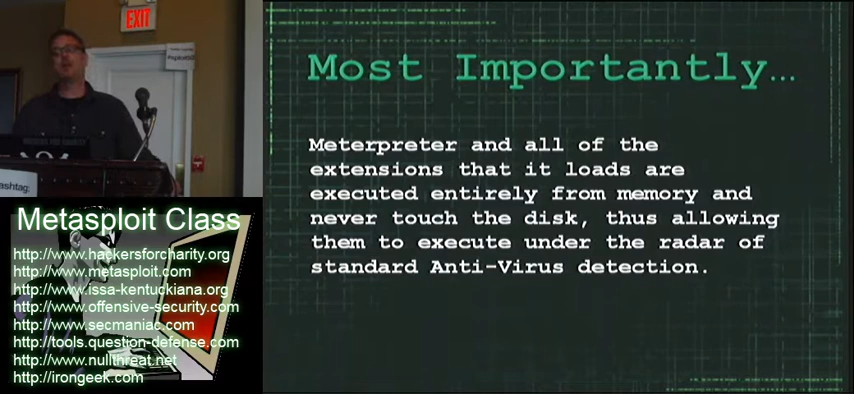 EXIT
ashtag:
Metasploit Class
http://www.hackersforcharity.org
http://www.metasploit.com
http://www.issa-kentuckiana.org
http://www.offensive-security.com
http://www.secmaniac.com
http://tools.question-defense.com
http://www.nullthreat.net
http://irongeek.com
Most Importantly…
Meterpreter and all of the
extensions that it loads are
executed entirely from memory and
never touch the disk, thus allowing
them to execute under the radar of
standard Anti-Virus detection.